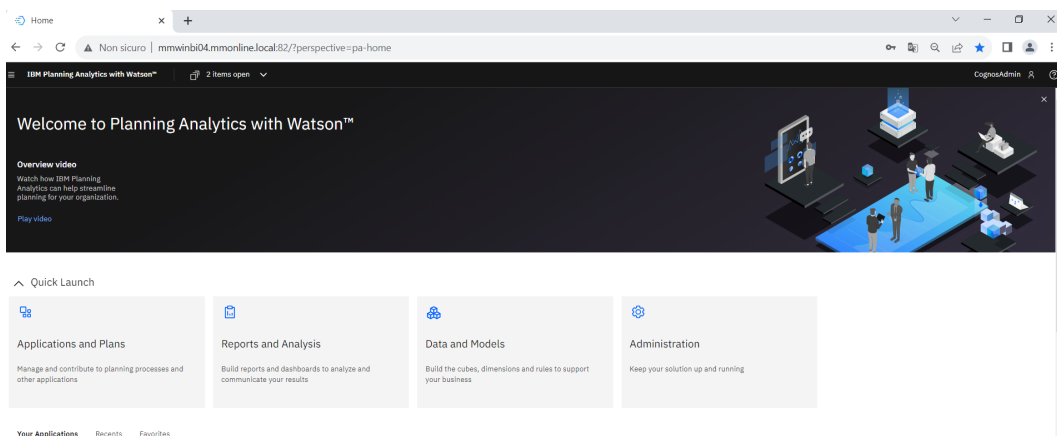 Home
Non sicuro | mmwinbi04.mmonline.local:82/?perspective=pa-home
IBM Planning Analytics with Watson™
2 items open
CognosAdmin
Welcome to Planning Analytics with Watson™
Overview video
Watch how IBM Planning
Analytics can help streamline
planning for your organization.
Play video
Quick Launch
Applications and Plans
Manage and contribute to planning processes and
other applications
Reports and Analysis
Build reports and dashboards to analyze and
communicate your results
Data and Models
Build the cubes, dimensions and rules to support
your business
Administration
Keep your solution up and running
Your Applications
Recents
Favorites